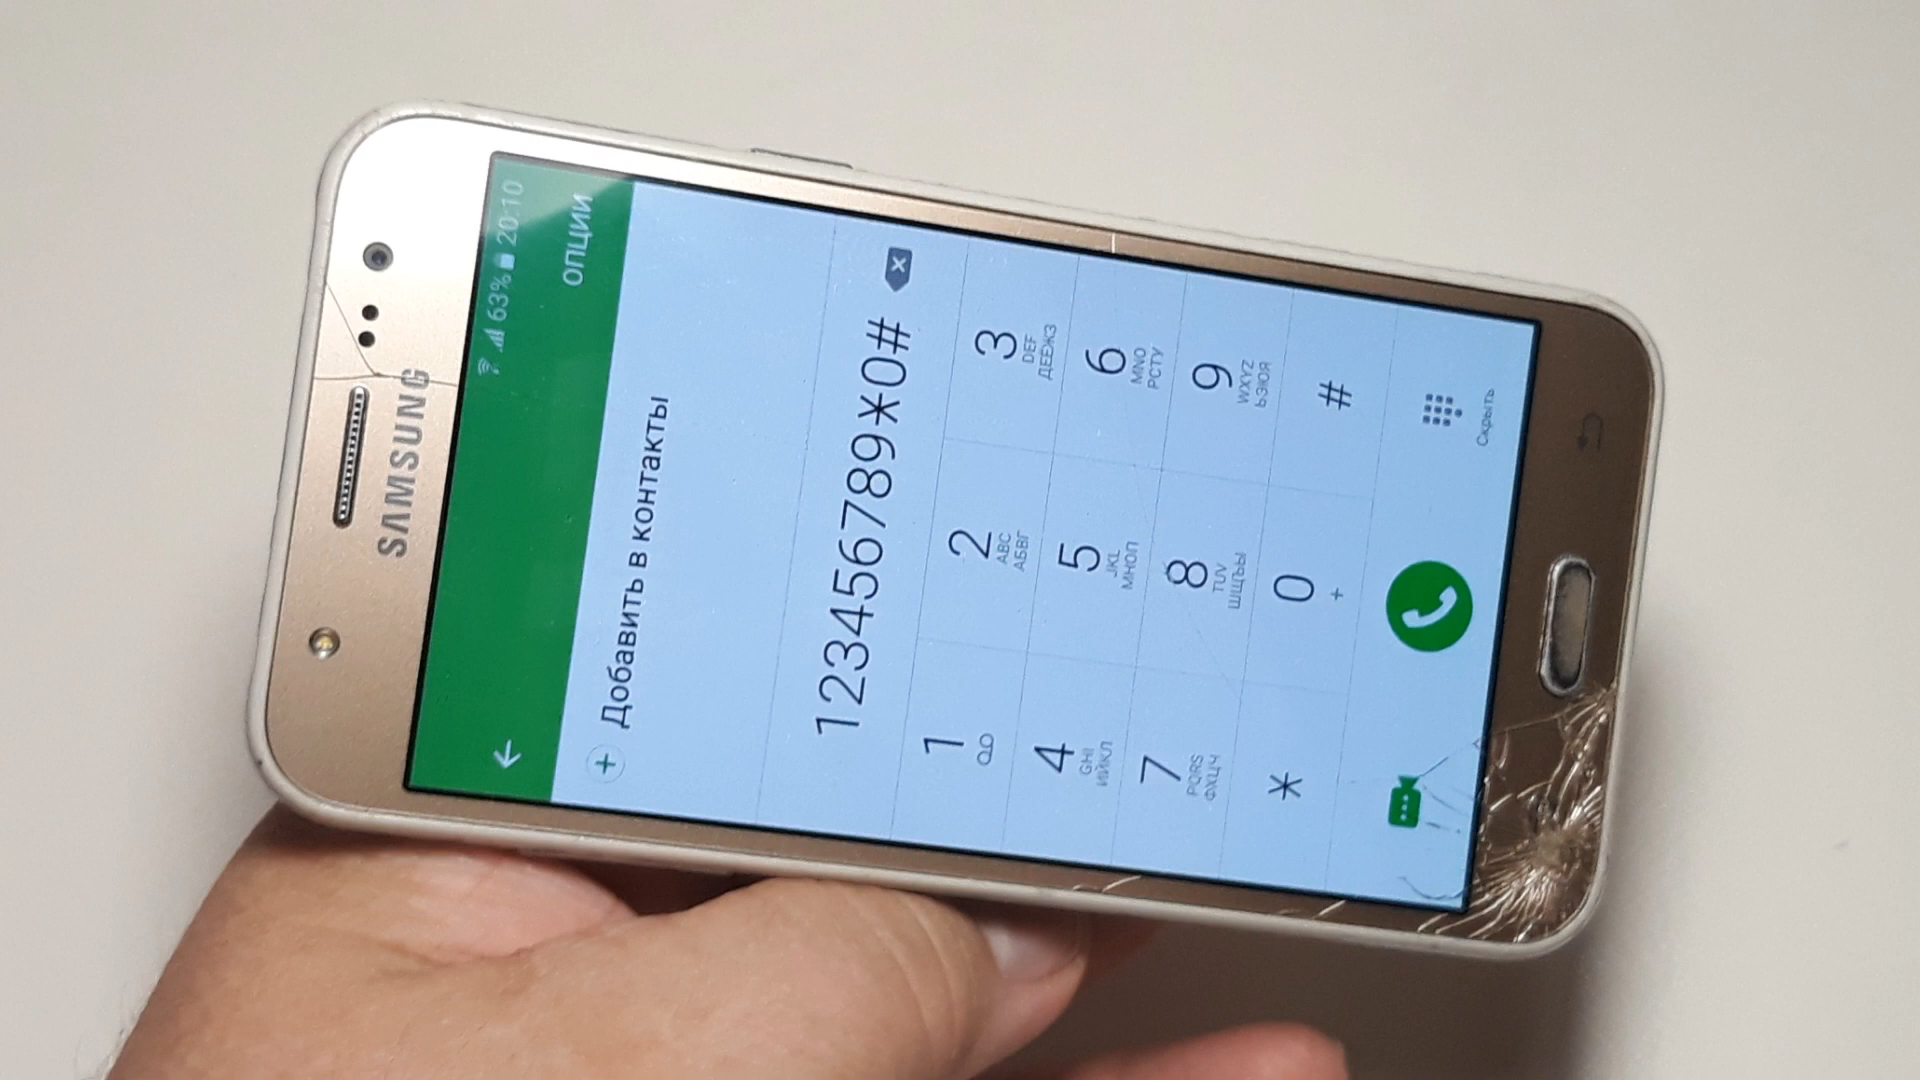 SAMSUNG
63% 20:10
ОПЦИИ
Добавить в контакты
123456789*0#
1
2 ABC АБВГ
3 DEF ДЕЁЖЗ
4 GHI ИЙКЛ
5 JKL МНОП
6 MNO РСТУ
7 PQRS ФХЦЧ
8 TUV ШЩЪЫ
9 WXYZ ЬЭЮЯ
*
0 +
#
Скрыть